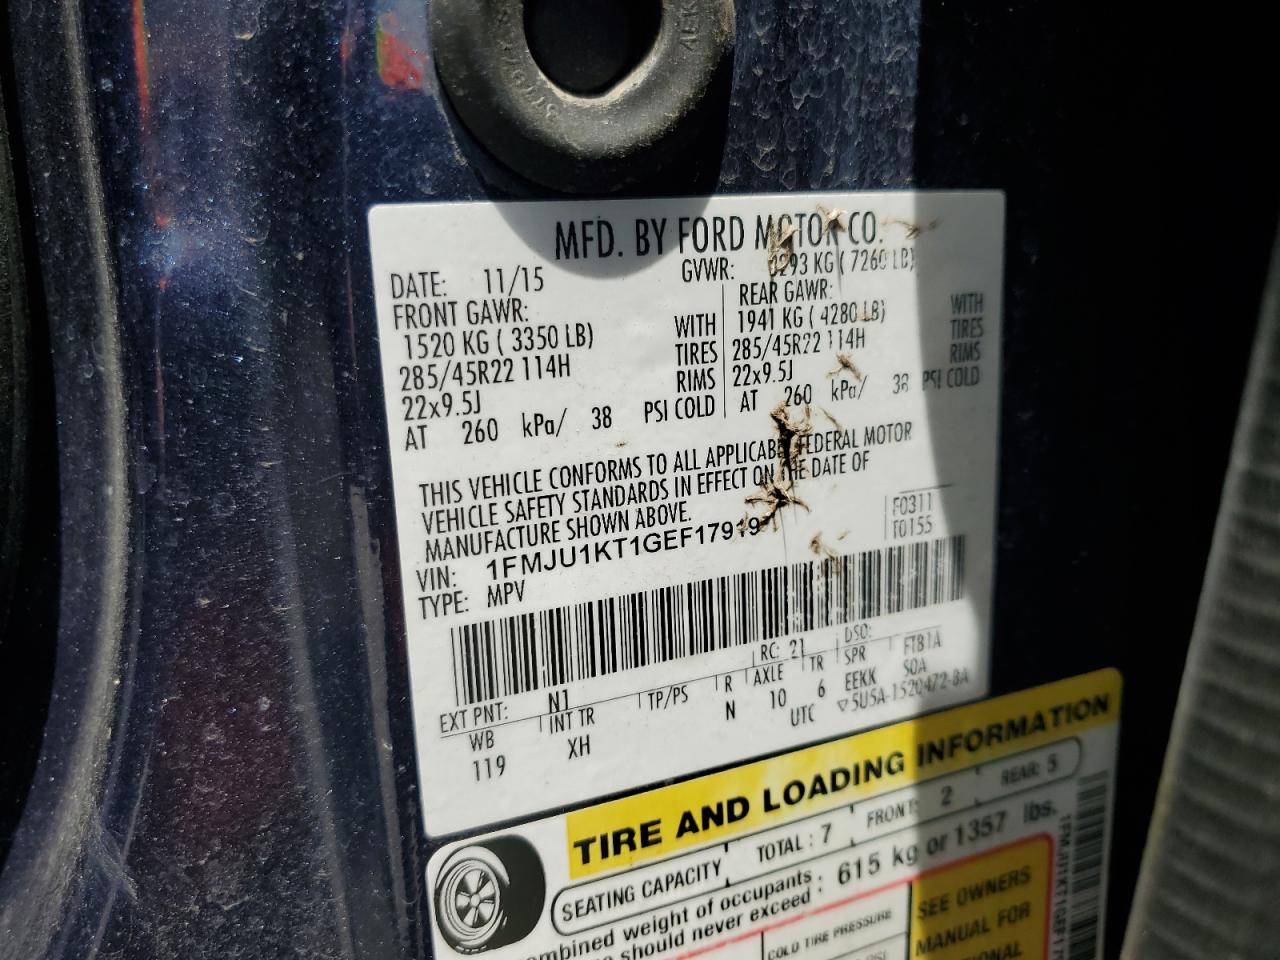 MFD. BY FORD MOTOR CO.
DATE: 11/15 GVWR: 3293 KG ( 7260 LB)
FRONT GAWR: REAR GAWR:
1520 KG ( 3350 LB) WITH 1941 KG ( 4280 LB) WITH
285/45R22 114H TIRES 285/45R22 114H TIRES
22x9.5J RIMS 22x9.5J RIMS
AT 260 kPa/ 38 PSI COLD AT 260 kPa/ 38 PSI COLD
THIS VEHICLE CONFORMS TO ALL APPLICABLE FEDERAL MOTOR
VEHICLE SAFETY STANDARDS IN EFFECT ON THE DATE OF
MANUFACTURE SHOWN ABOVE.
F0311
T0155
VIN: 1FMJU1KT1GEF17919
TYPE: MPV
EXT PNT: N1 RC: 21 DSO:
WB INT TR TP/PS R AXLE TR SPR FTB1A
119 XH N 10 6 EEKK S0A
UTC ▽5U5A-1520472-BA
TIRE AND LOADING INFORMATION
SEATING CAPACITY TOTAL : 7 FRONT: 2 REAR: 5
combined weight of occupants
should never exceed : 615 kg or 1357 lbs.
COLD TIRE PRESSURE
SEE OWNERS
MANUAL FOR